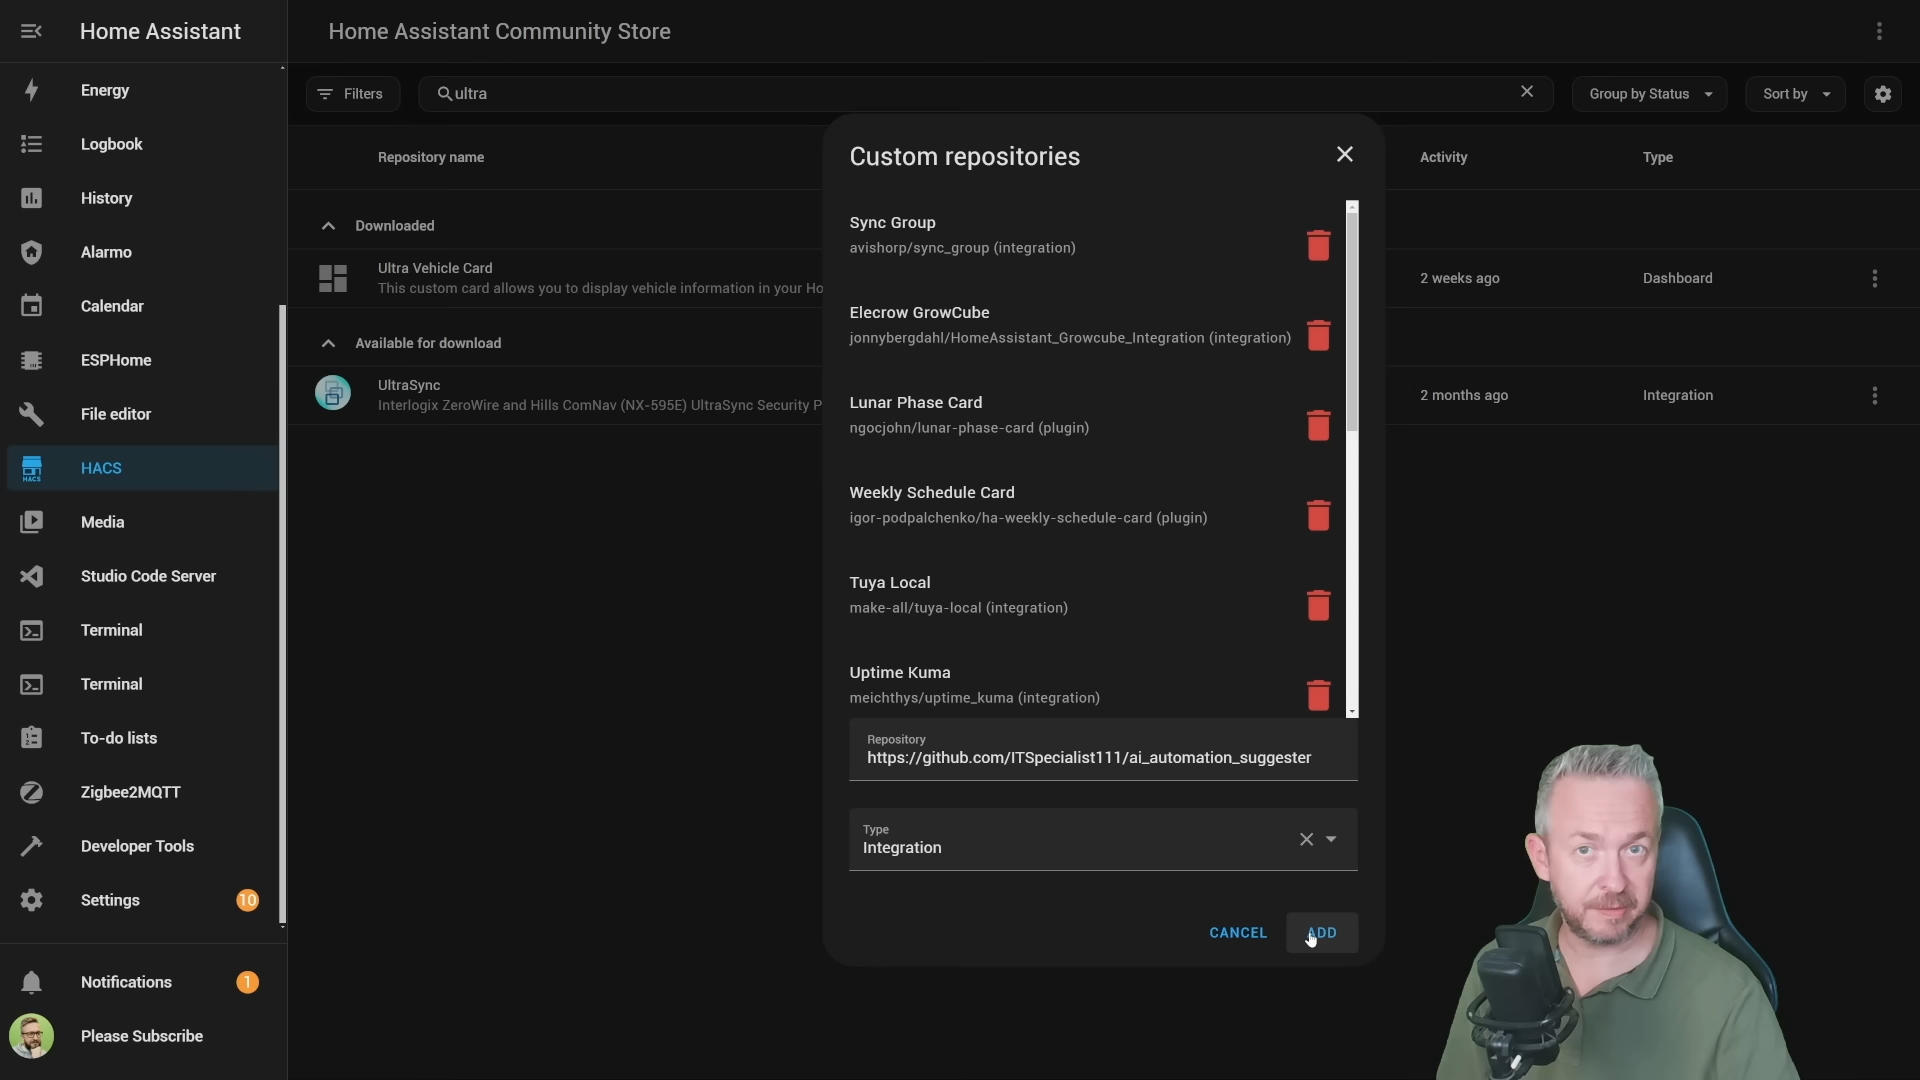 Home Assistant
Energy
Logbook
History
Alarmo
Calendar
ESPHome
File editor
HACS
HACS
Media
Studio Code Server
Terminal
Terminal
To-do lists
Zigbee2MQTT
Developer Tools
Settings
10
Notifications
1
Please Subscribe
Home Assistant Community Store
Filters
ultra
Group by Status
Sort by
Repository name
Activity
Type
Downloaded
Ultra Vehicle Card
This custom card allows you to display vehicle information in your Ho
2 weeks ago
Dashboard
Available for download
UltraSync
Interlogix ZeroWire and Hills ComNav (NX-595E) UltraSync Security P
2 months ago
Integration
Custom repositories
Sync Group
avishorp/sync_group (integration)
Elecrow GrowCube
jonnybergdahl/HomeAssistant_Growcube_Integration (integration)
Lunar Phase Card
ngocjohn/lunar-phase-card (plugin)
Weekly Schedule Card
igor-podpalchenko/ha-weekly-schedule-card (plugin)
Tuya Local
make-all/tuya-local (integration)
Uptime Kuma
meichthys/uptime_kuma (integration)
Repository
https://github.com/ITSpecialist111/ai_automation_suggester
Type
Integration
CANCEL
ADD